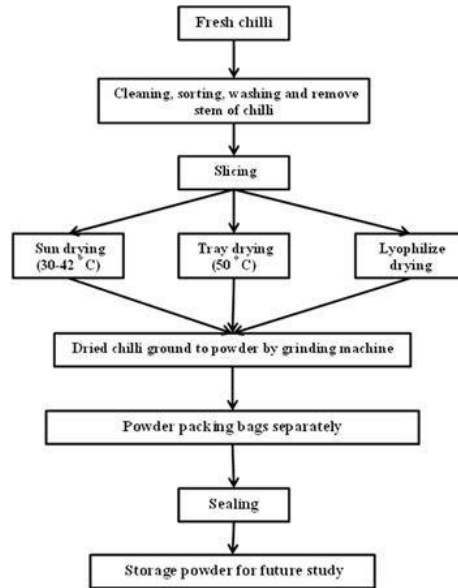 Fresh chilli
Cleaning, sorting, washing and remove
stem of chilli
Slicing
Sun drying
(30-42 °C)
Tray drying
(50 °C)
Lyophilize
drying
Dried chilli ground to powder by grinding machine
Powder packing bags separately
Sealing
Storage powder for future study